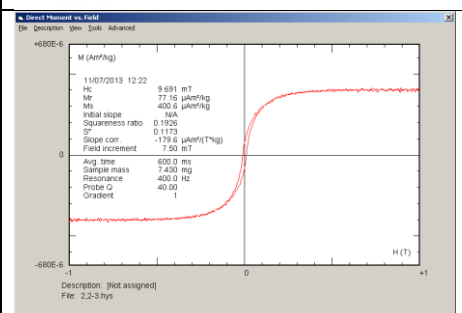 Direct Moment vs. Field
File Description View Tools Advanced
+680E-6
M (Am²/kg)
11/07/2013 12:22
Hc 9.691 mT
Mr 77.16 µAm²/kg
Ms 400.6 µAm²/kg
Initial slope N/A
Squareness ratio 0.1926
S* 0.1173
Slope corr. -179.6 µAm²/(T*kg)
Field increment 7.50 mT
0
Avg. time 600.0 ms
Sample mass 7.430 mg
Resonance 400.0 Hz
Probe Q 40.00
Gradient 1
H (T)
-680E-6
-1 0 +1
Description: [Not assigned]
File: 2,2-3.hys